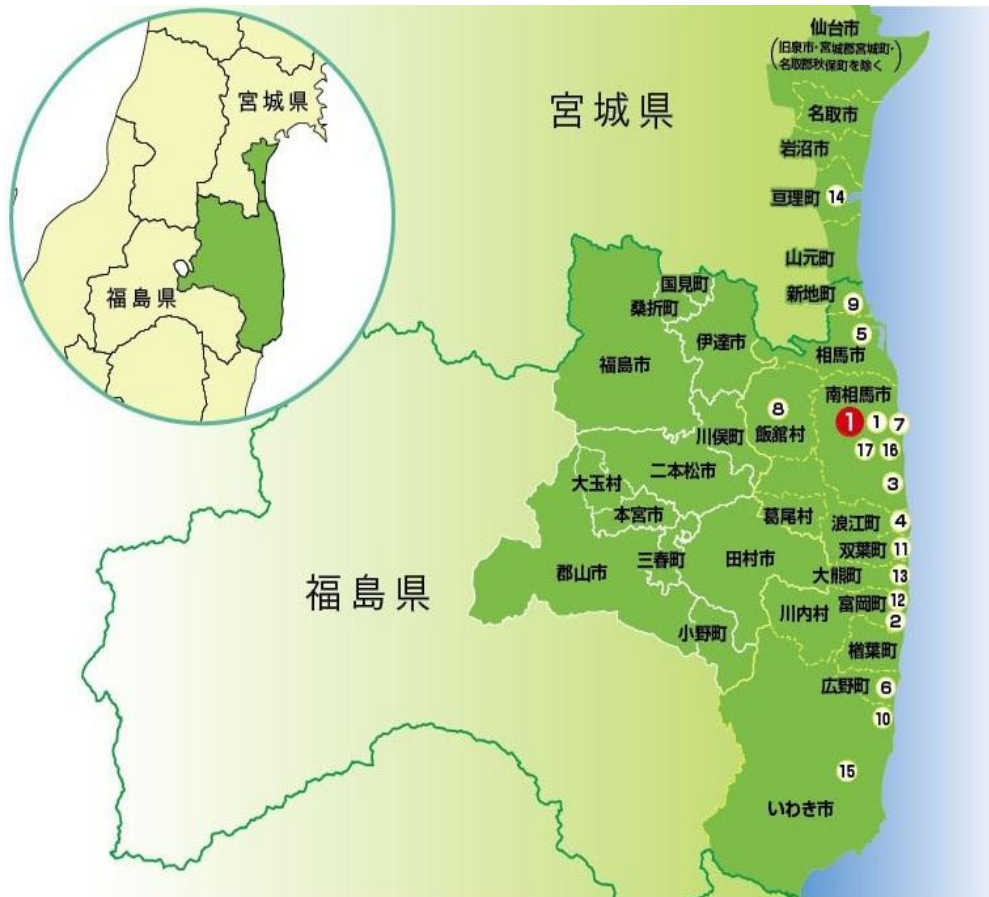 宮城県
福島県
仙台市
(旧泉市・宮城郡宮城町・
名取郡秋保町を除く)
宮城県
名取市
岩沼市
亘理町
14
山元町
新地町
9
国見町
桑折町
伊達市
5
相馬市
福島市
南相馬市
8
飯舘村
1
1
7
川俣町
17
16
二本松市
大玉村
3
本宮市
葛尾村
浪江町
4
双葉町
11
三春町
田村市
郡山市
大熊町
13
福島県
川内村
富岡町
12
2
小野町
楢葉町
広野町
6
10
15
いわき市